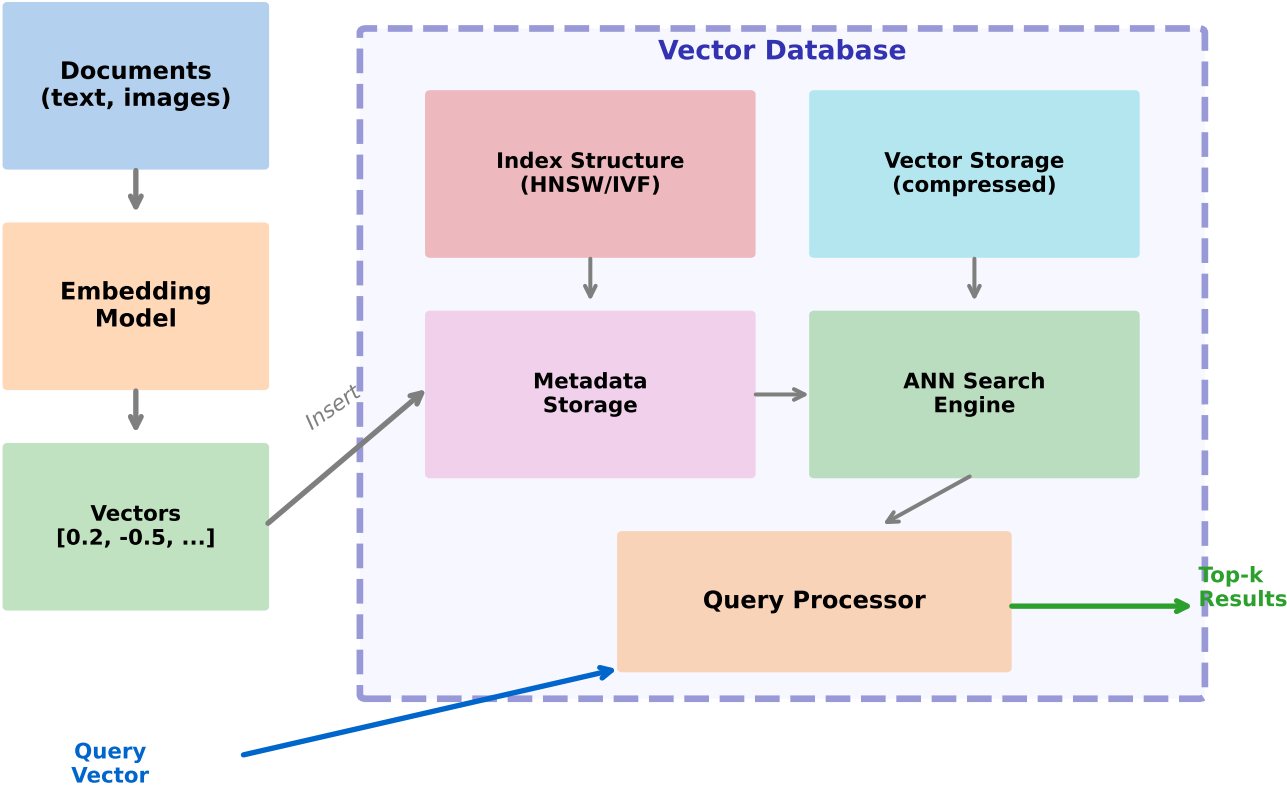 Documents
(text, images)
Embedding
Model
Vectors
[0.2, -0.5, ...]
Insert
Vector Database
Index Structure
(HNSW/IVF)
Vector Storage
(compressed)
Metadata
Storage
ANN Search
Engine
Query Processor
Top-k
Results
Query
Vector